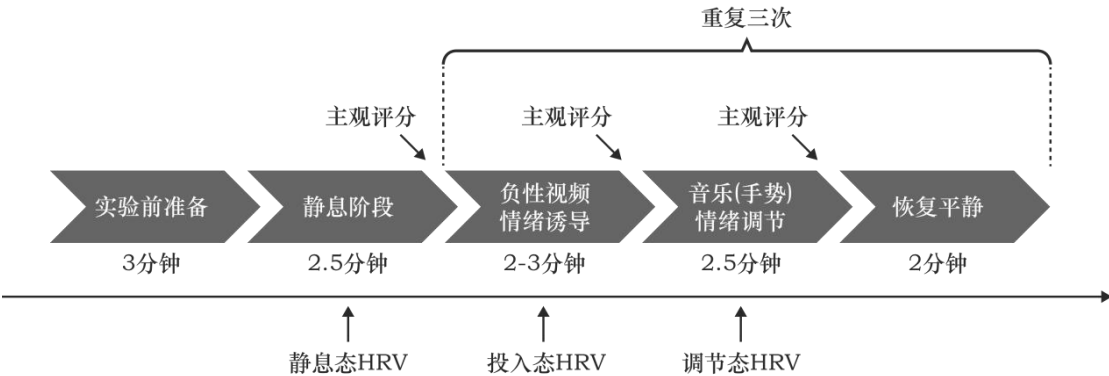 重复三次
主观评分
主观评分
主观评分
实验前准备
静息阶段
负性视频
情绪诱导
音乐(手势)
情绪调节
恢复平静
3分钟
2.5分钟
2-3分钟
2.5分钟
2分钟
静息态HRV
投入态HRV
调节态HRV